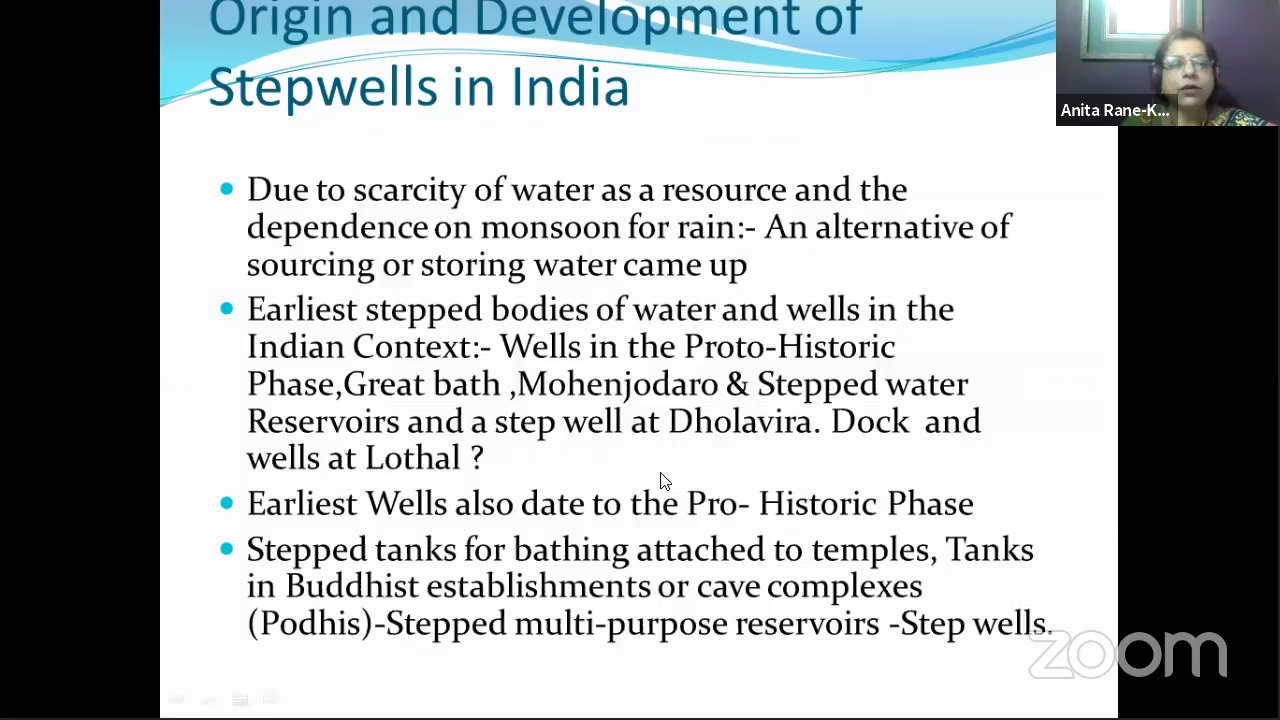 Origin and Development of
Stepwells in India
Anita Rane-K...
Due to scarcity of water as a resource and the
dependence on monsoon for rain:- An alternative of
sourcing or storing water came up
Earliest stepped bodies of water and wells in the
Indian Context:- Wells in the Proto-Historic
Phase,Great bath ,Mohenjodaro & Stepped water
Reservoirs and a step well at Dholavira. Dock and
wells at Lothal ?
Earliest Wells also date to the Pro- Historic Phase
Stepped tanks for bathing attached to temples, Tanks
in Buddhist establishments or cave complexes
(Podhis)-Stepped multi-purpose reservoirs -Step wells.
zoom